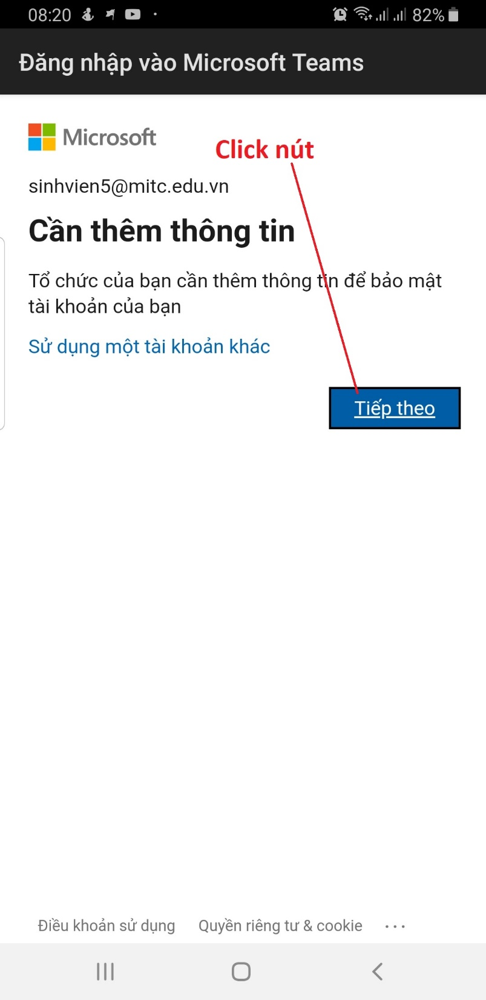 08:20
82%
Đăng nhập vào Microsoft Teams
Microsoft
Click nút
sinhvien5@mitc.edu.vn
Cần thêm thông tin
Tổ chức của bạn cần thêm thông tin để bảo mật
tài khoản của bạn
Sử dụng một tài khoản khác
Tiếp theo
Điều khoản sử dụng Quyền riêng tư & cookie ...